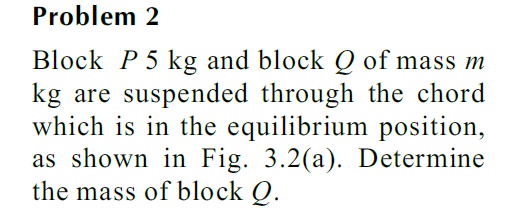 Problem 2
Block P 5 kg and block Q of mass m
kg are suspended through the chord
which is in the equilibrium position,
as shown in Fig. 3.2(a). Determine
the mass of block Q.